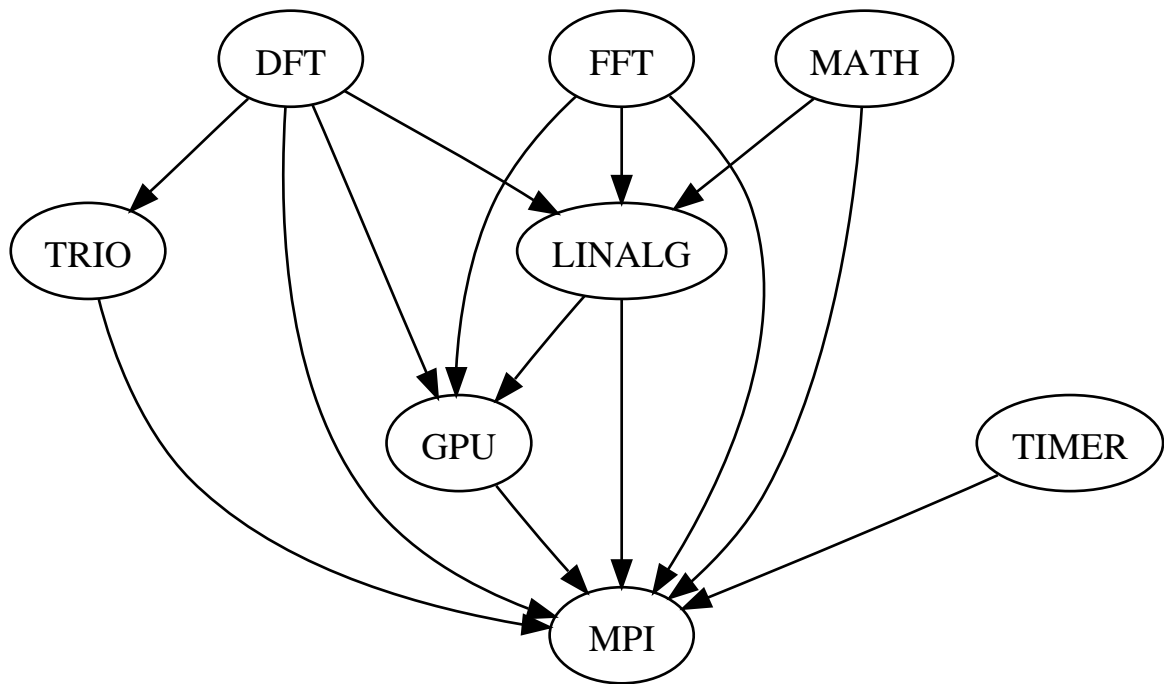 DFT
FFT
MATH
TRIO
LINALG
GPU
TIMER
MPI